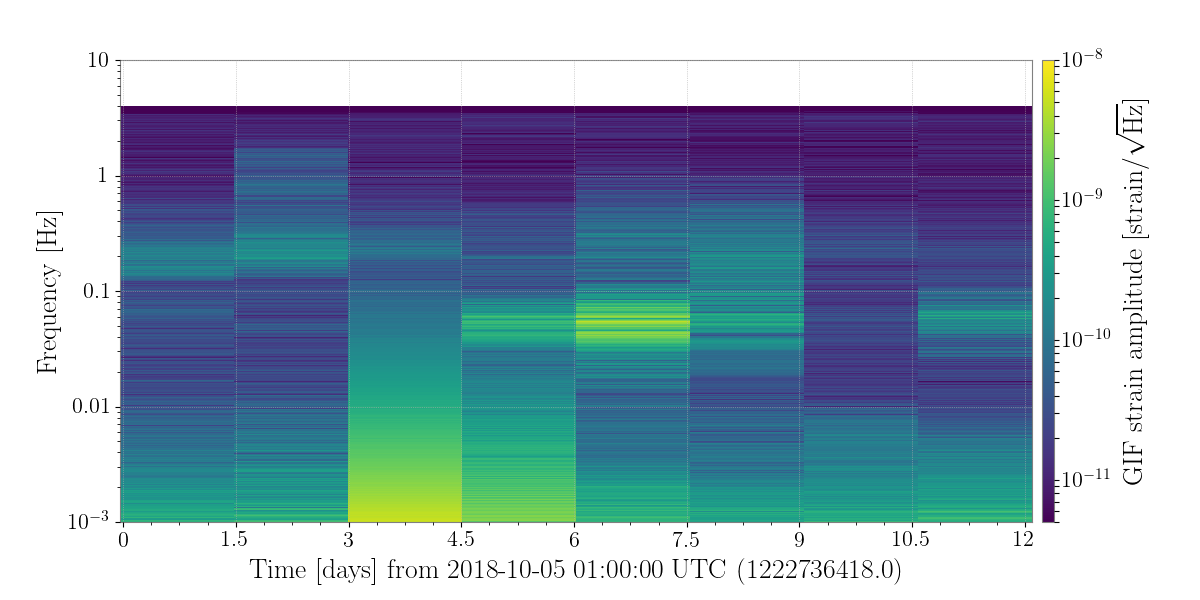 10
1
0.1
0.01
10⁻³
Frequency [Hz]
0 1.5 3 4.5 6 7.5 9 10.5 12
Time [days] from 2018-10-05 01:00:00 UTC (1222736418.0)
10⁻⁸
10⁻⁹
10⁻¹⁰
10⁻¹¹
GIF strain amplitude [strain/√Hz]